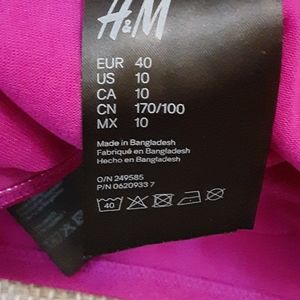 H&M
EUR 40
US 10
CA 10
CN 170/100
MX 10
Made in Bangladesh
Fabriqué en Bangladesh
Hecho en Bangladesh
O/N 249585
P/N 0620933 7
40